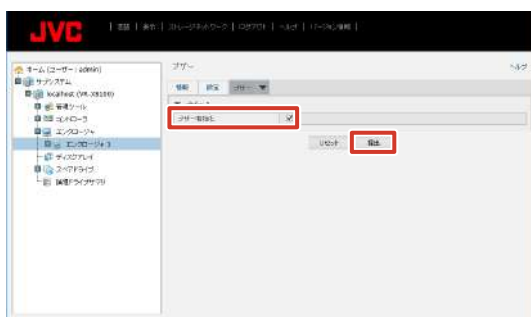 JVC
| 言語 | 表示 | ストレージネットワーク | ログアウト | ヘルプ | バージョン情報 |
ホーム (ユーザー: admin)
サブシステム
localhost (VR-X8100)
管理ツール
コントローラ
エンクロージャ
エンクロージャ 3
ディスクアレイ
スペアドライブ
論理ドライブサマリ
ブザー
ヘルプ
情報
設定
ブザー
ブザー有効化
リセット